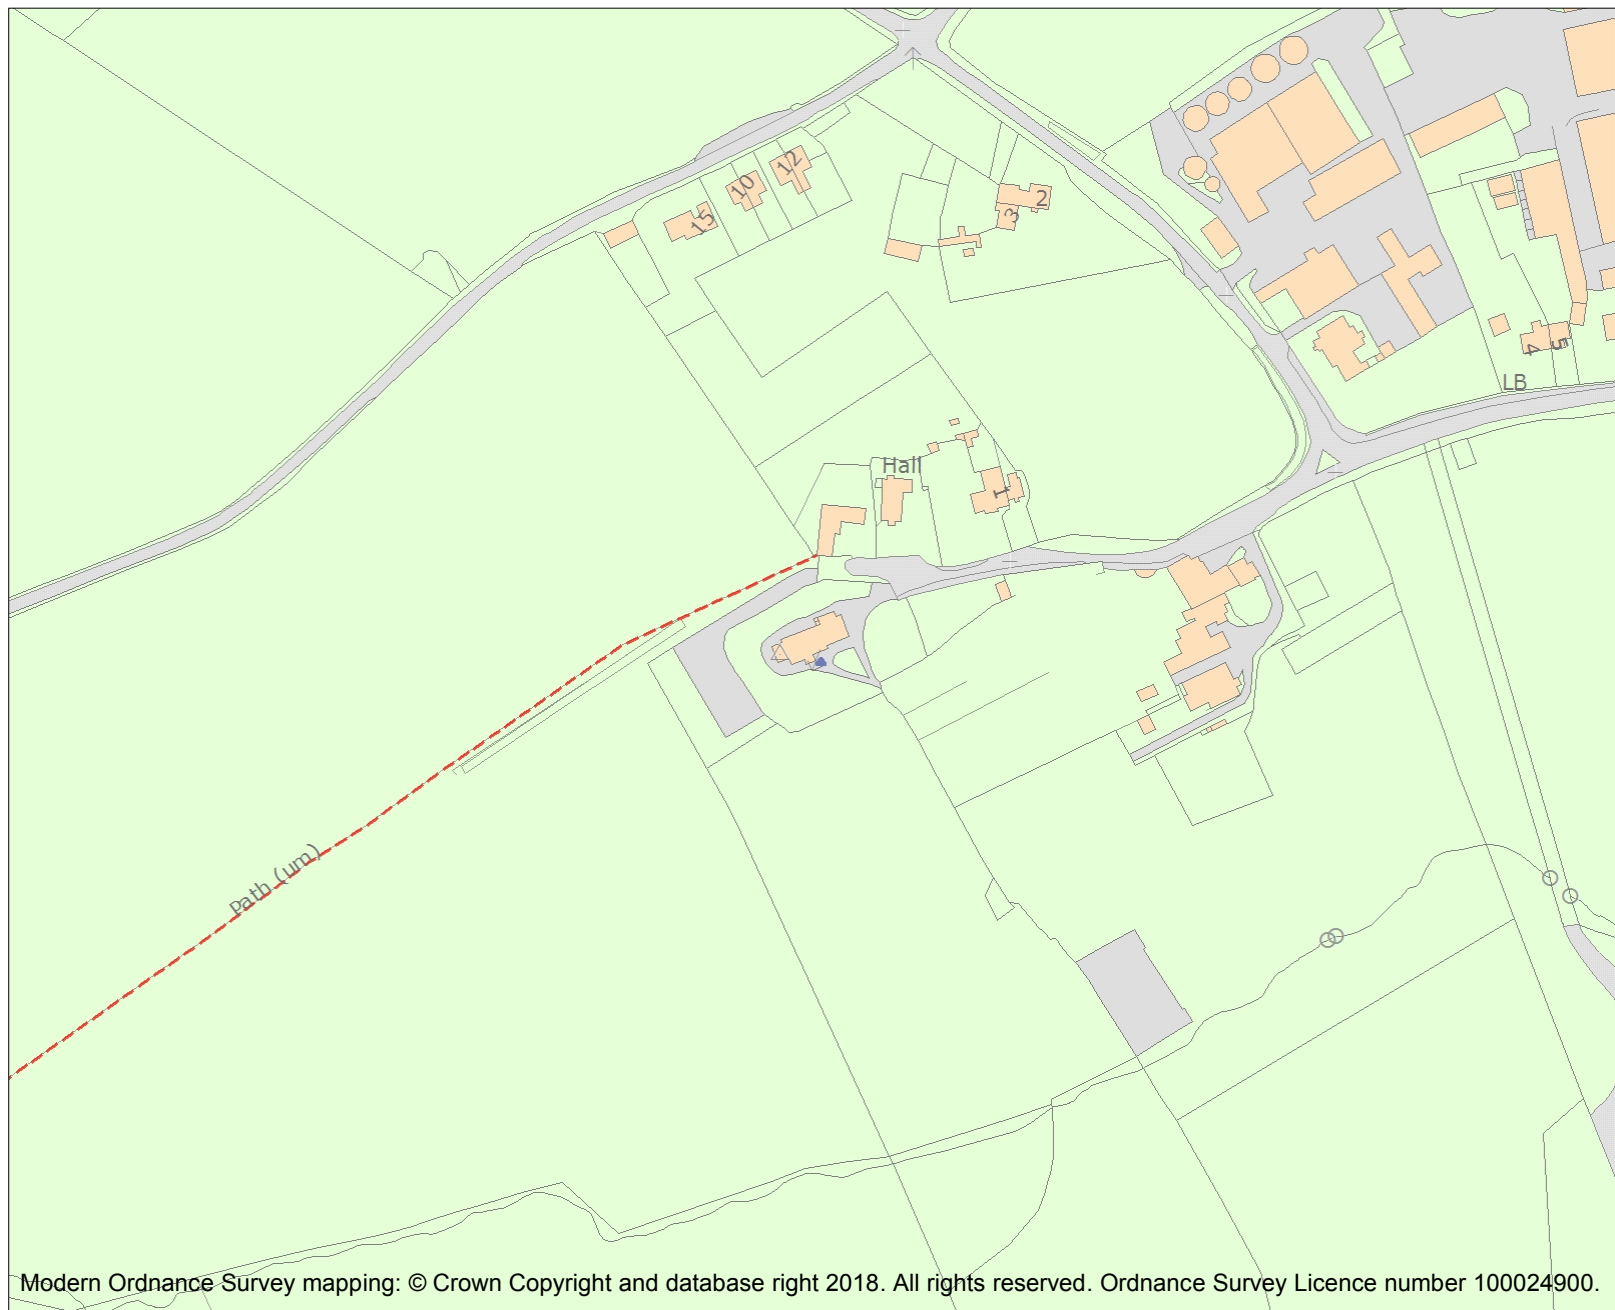 12
10
15
2
3
4
5
LB
Hall
1
Path (um)
Modern Ordnance Survey mapping: © Crown Copyright and database right 2018. All rights reserved. Ordnance Survey Licence number 100024900.